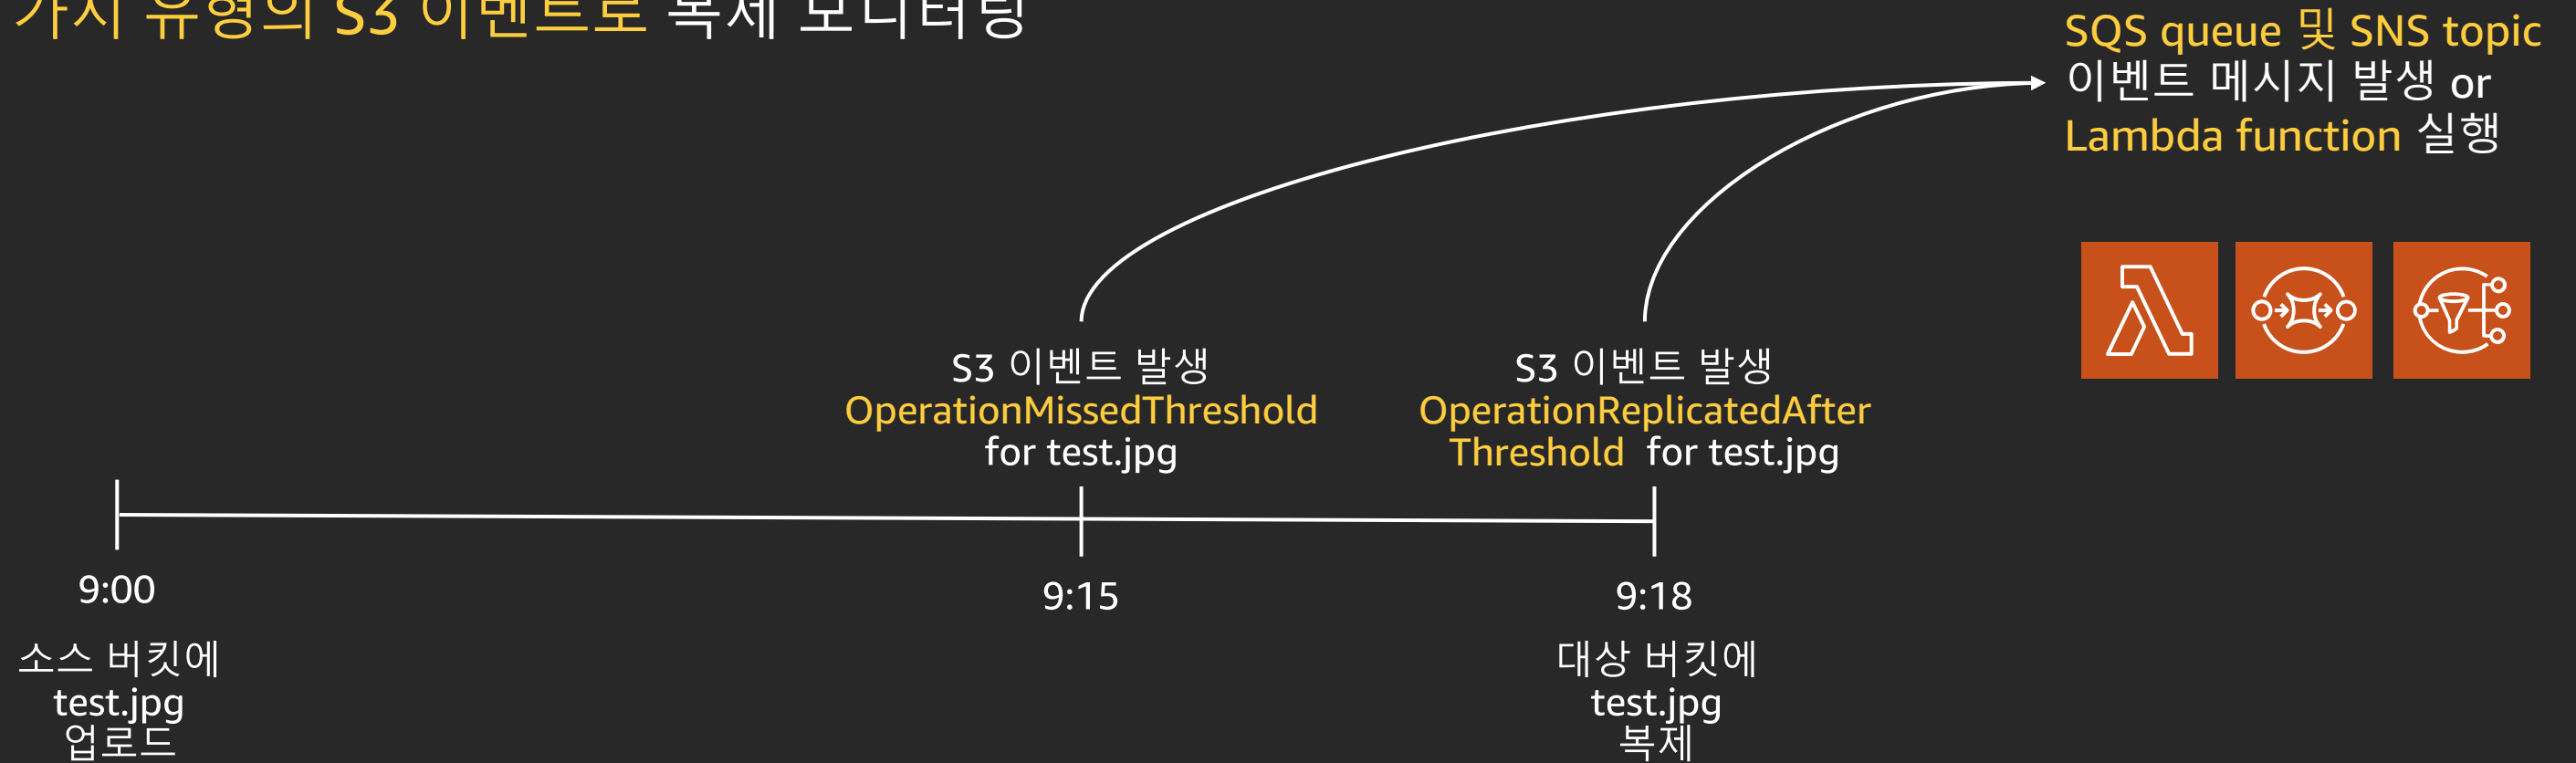 가지 유형의 S3 이벤트로 복제 모니터링
SQS queue 및 SNS topic
이벤트 메시지 발생 or
Lambda function 실행
S3 이벤트 발생
OperationMissedThreshold
for test.jpg
S3 이벤트 발생
OperationReplicatedAfter
Threshold for test.jpg
9:00
9:15
9:18
소스 버킷에
test.jpg
업로드
대상 버킷에
test.jpg
복제